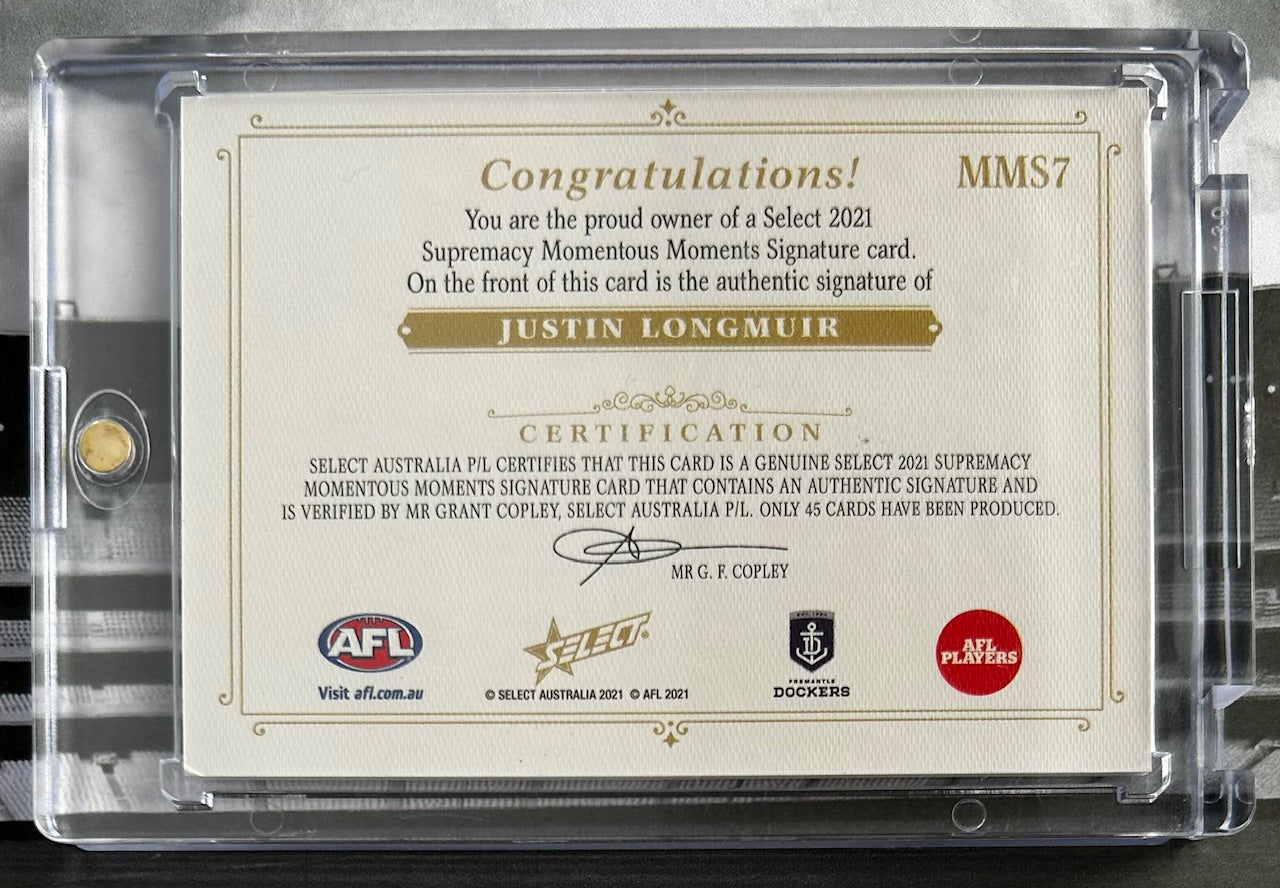 Congratulations!
MMS7
You are the proud owner of a Select 2021
Supremacy Momentous Moments Signature card.
On the front of this card is the authentic signature of
JUSTIN LONGMUIR
CERTIFICATION
SELECT AUSTRALIA P/L CERTIFIES THAT THIS CARD IS A GENUINE SELECT 2021 SUPREMACY
MOMENTOUS MOMENTS SIGNATURE CARD THAT CONTAINS AN AUTHENTIC SIGNATURE AND
IS VERIFIED BY MR GRANT COPLEY, SELECT AUSTRALIA P/L. ONLY 45 CARDS HAVE BEEN PRODUCED.
MR G. F. COPLEY
AFL
Visit afl.com.au
SELECT®
© SELECT AUSTRALIA 2021 © AFL 2021
FREMANTLE
DOCKERS
AFL
PLAYERS